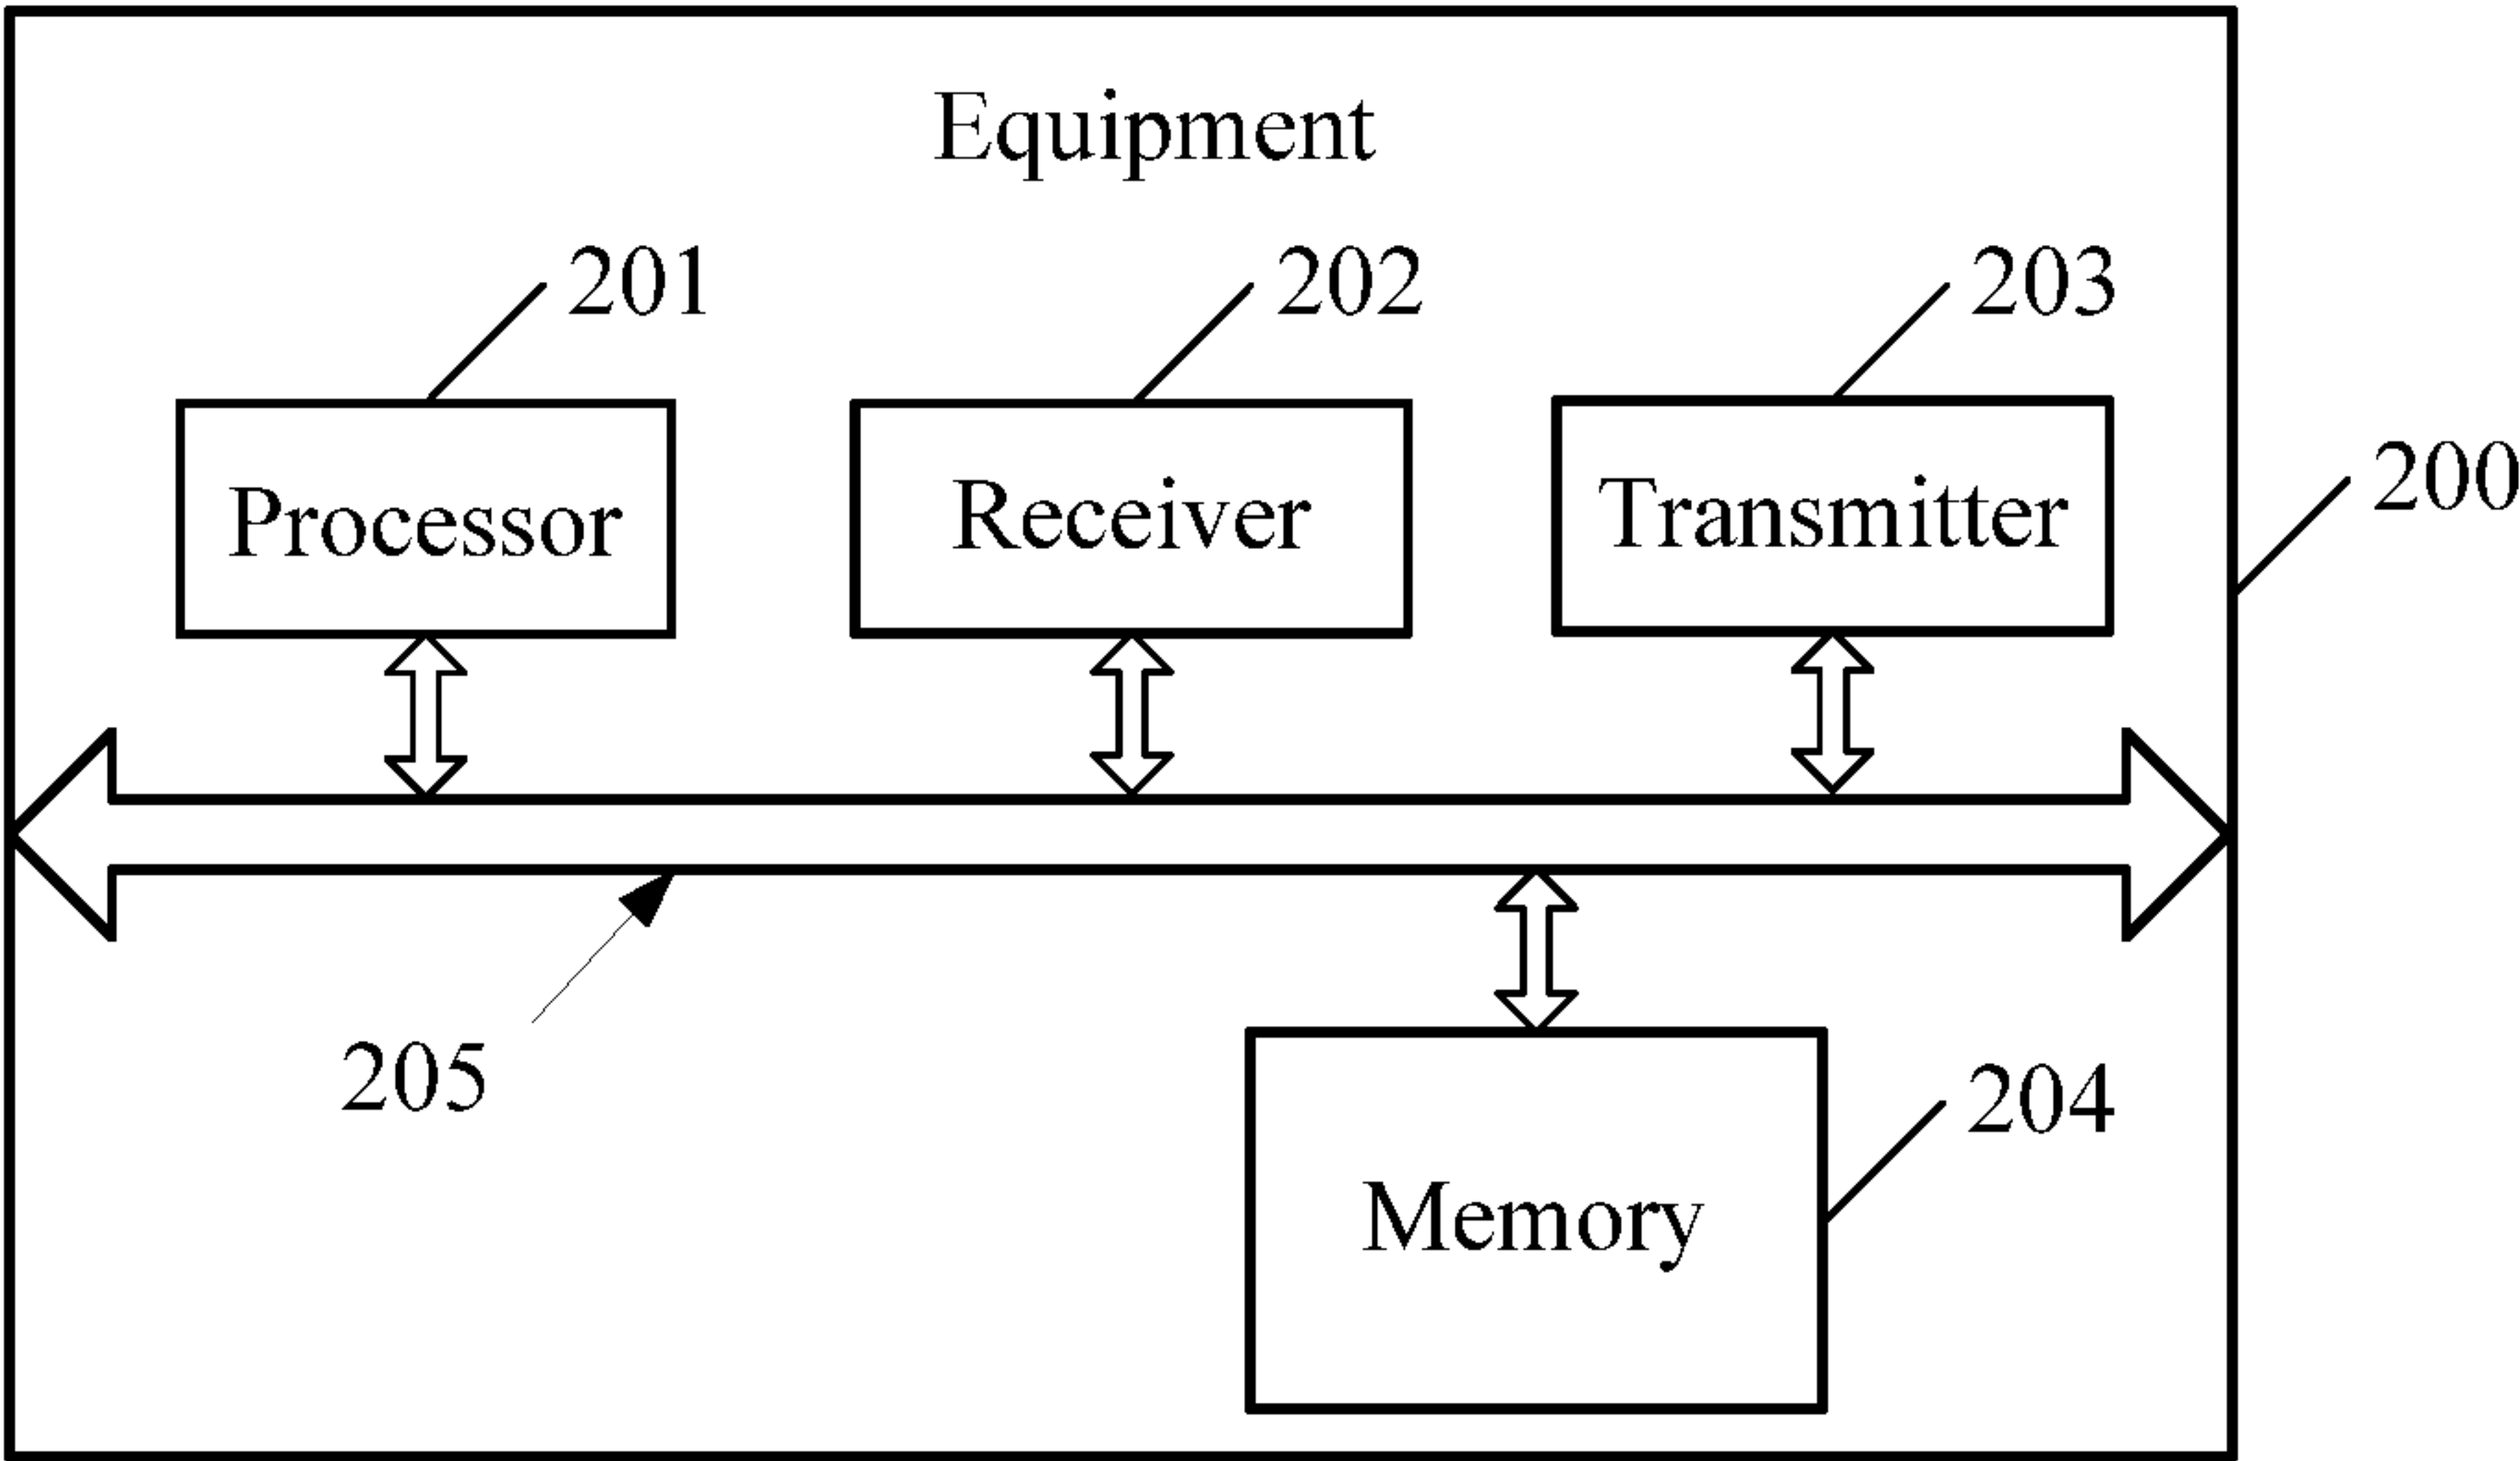 Equipment
201
202
203
Processor
Receiver
Transmitter
200
205
204
Memory